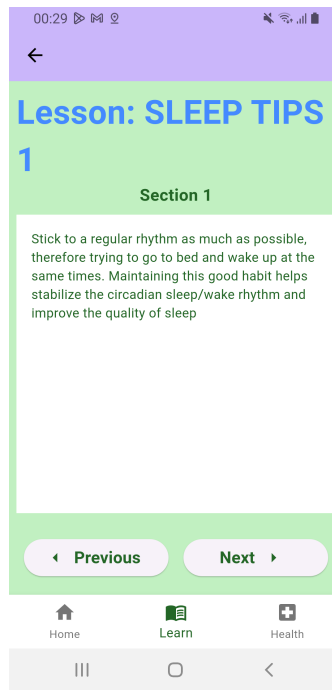 00:29
Lesson: SLEEP TIPS
1
Section 1
Stick to a regular rhythm as much as possible,
therefore trying to go to bed and wake up at the
same times. Maintaining this good habit helps
stabilize the circadian sleep/wake rhythm and
improve the quality of sleep
Previous
Next
Home
Learn
Health